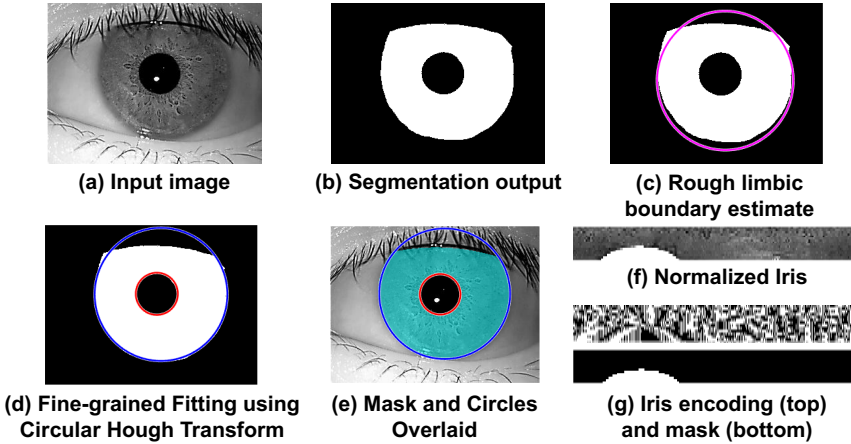 (a) Input image
(b) Segmentation output
(c) Rough limbic
boundary estimate
(d) Fine-grained Fitting using
Circular Hough Transform
(e) Mask and Circles
Overlaid
(f) Normalized Iris
(g) Iris encoding (top)
and mask (bottom)